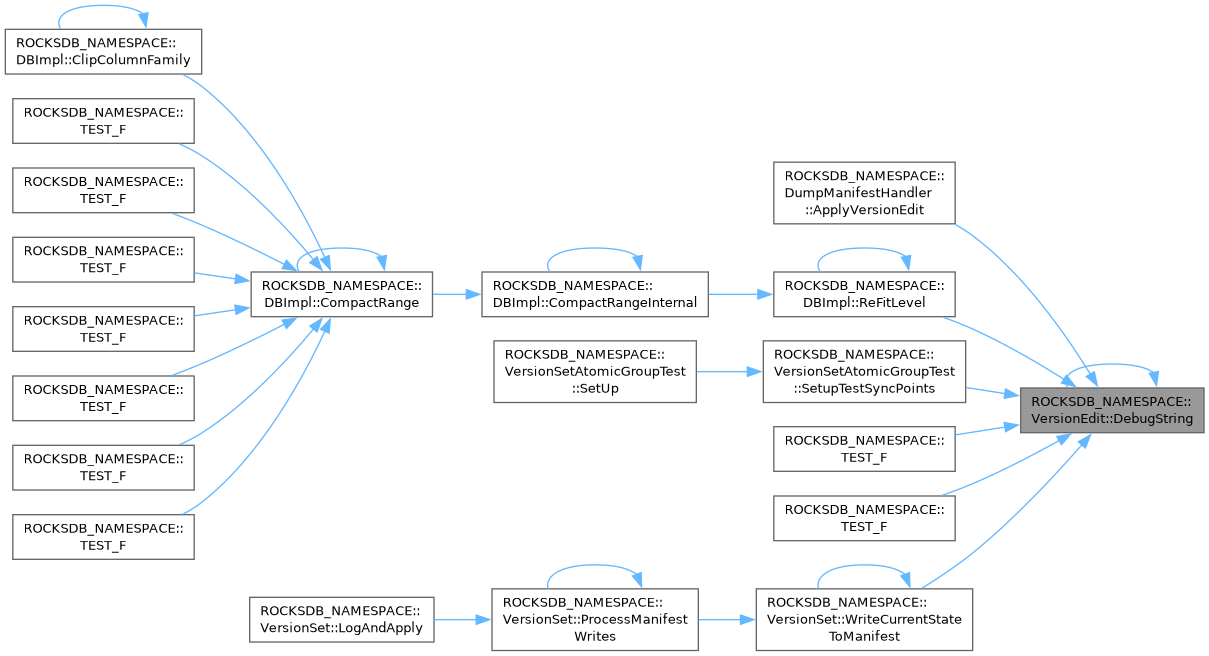 ROCKSDB_NAMESPACE::
DBImpl::ClipColumnFamily
ROCKSDB_NAMESPACE::
TEST_F
ROCKSDB_NAMESPACE::
TEST_F
ROCKSDB_NAMESPACE::
TEST_F
ROCKSDB_NAMESPACE::
TEST_F
ROCKSDB_NAMESPACE::
TEST_F
ROCKSDB_NAMESPACE::
TEST_F
ROCKSDB_NAMESPACE::
TEST_F
ROCKSDB_NAMESPACE::
DBImpl::CompactRange
ROCKSDB_NAMESPACE::
VersionSet::LogAndApply
ROCKSDB_NAMESPACE::
DBImpl::CompactRangeInternal
ROCKSDB_NAMESPACE::
VersionSetAtomicGroupTest
::SetUp
ROCKSDB_NAMESPACE::
VersionSet::ProcessManifest
Writes
ROCKSDB_NAMESPACE::
DumpManifestHandler
::ApplyVersionEdit
ROCKSDB_NAMESPACE::
DBImpl::ReFitLevel
ROCKSDB_NAMESPACE::
VersionSetAtomicGroupTest
::SetupTestSyncPoints
ROCKSDB_NAMESPACE::
TEST_F
ROCKSDB_NAMESPACE::
TEST_F
ROCKSDB_NAMESPACE::
VersionSet::WriteCurrentState
ToManifest
ROCKSDB_NAMESPACE::
VersionEdit::DebugString